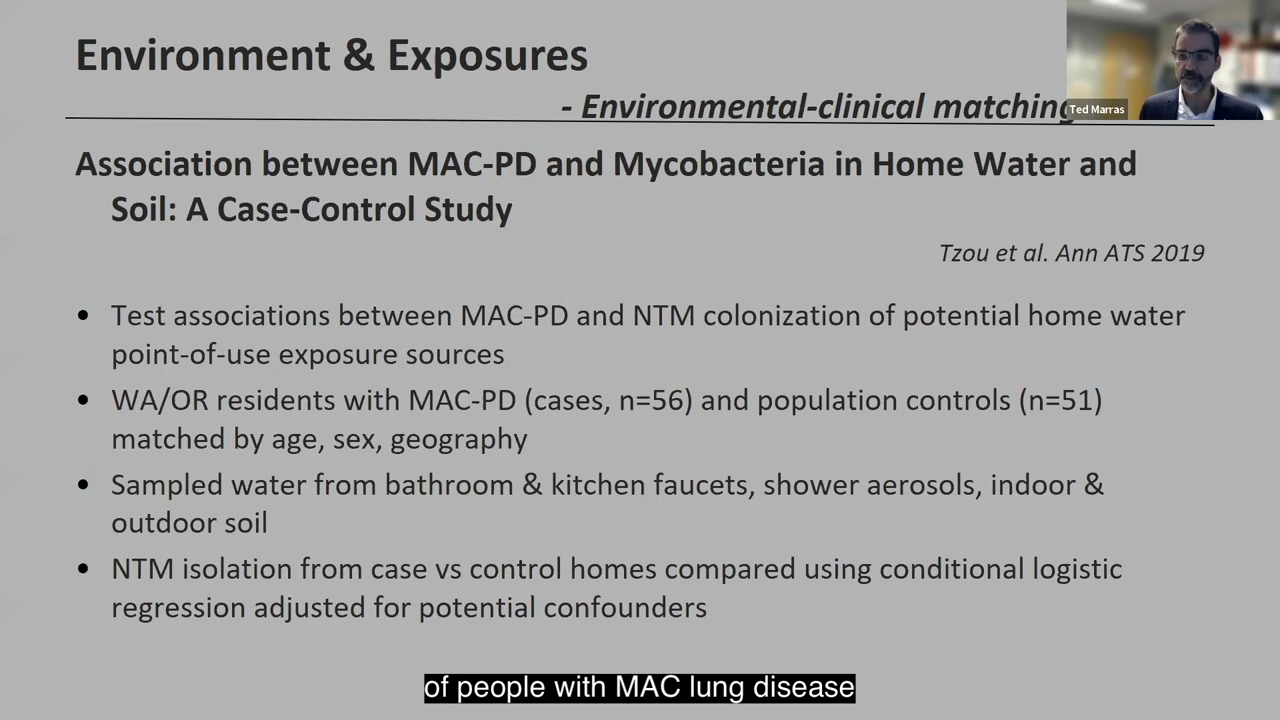 Environment & Exposures
- Environmental-clinical matching
Ted Marras
Association between MAC-PD and Mycobacteria in Home Water and
Soil: A Case-Control Study
Tzou et al. Ann ATS 2019
• Test associations between MAC-PD and NTM colonization of potential home water
point-of-use exposure sources
• WA/OR residents with MAC-PD (cases, n=56) and population controls (n=51)
matched by age, sex, geography
• Sampled water from bathroom & kitchen faucets, shower aerosols, indoor &
outdoor soil
• NTM isolation from case vs control homes compared using conditional logistic
regression adjusted for potential confounders
of people with MAC lung disease